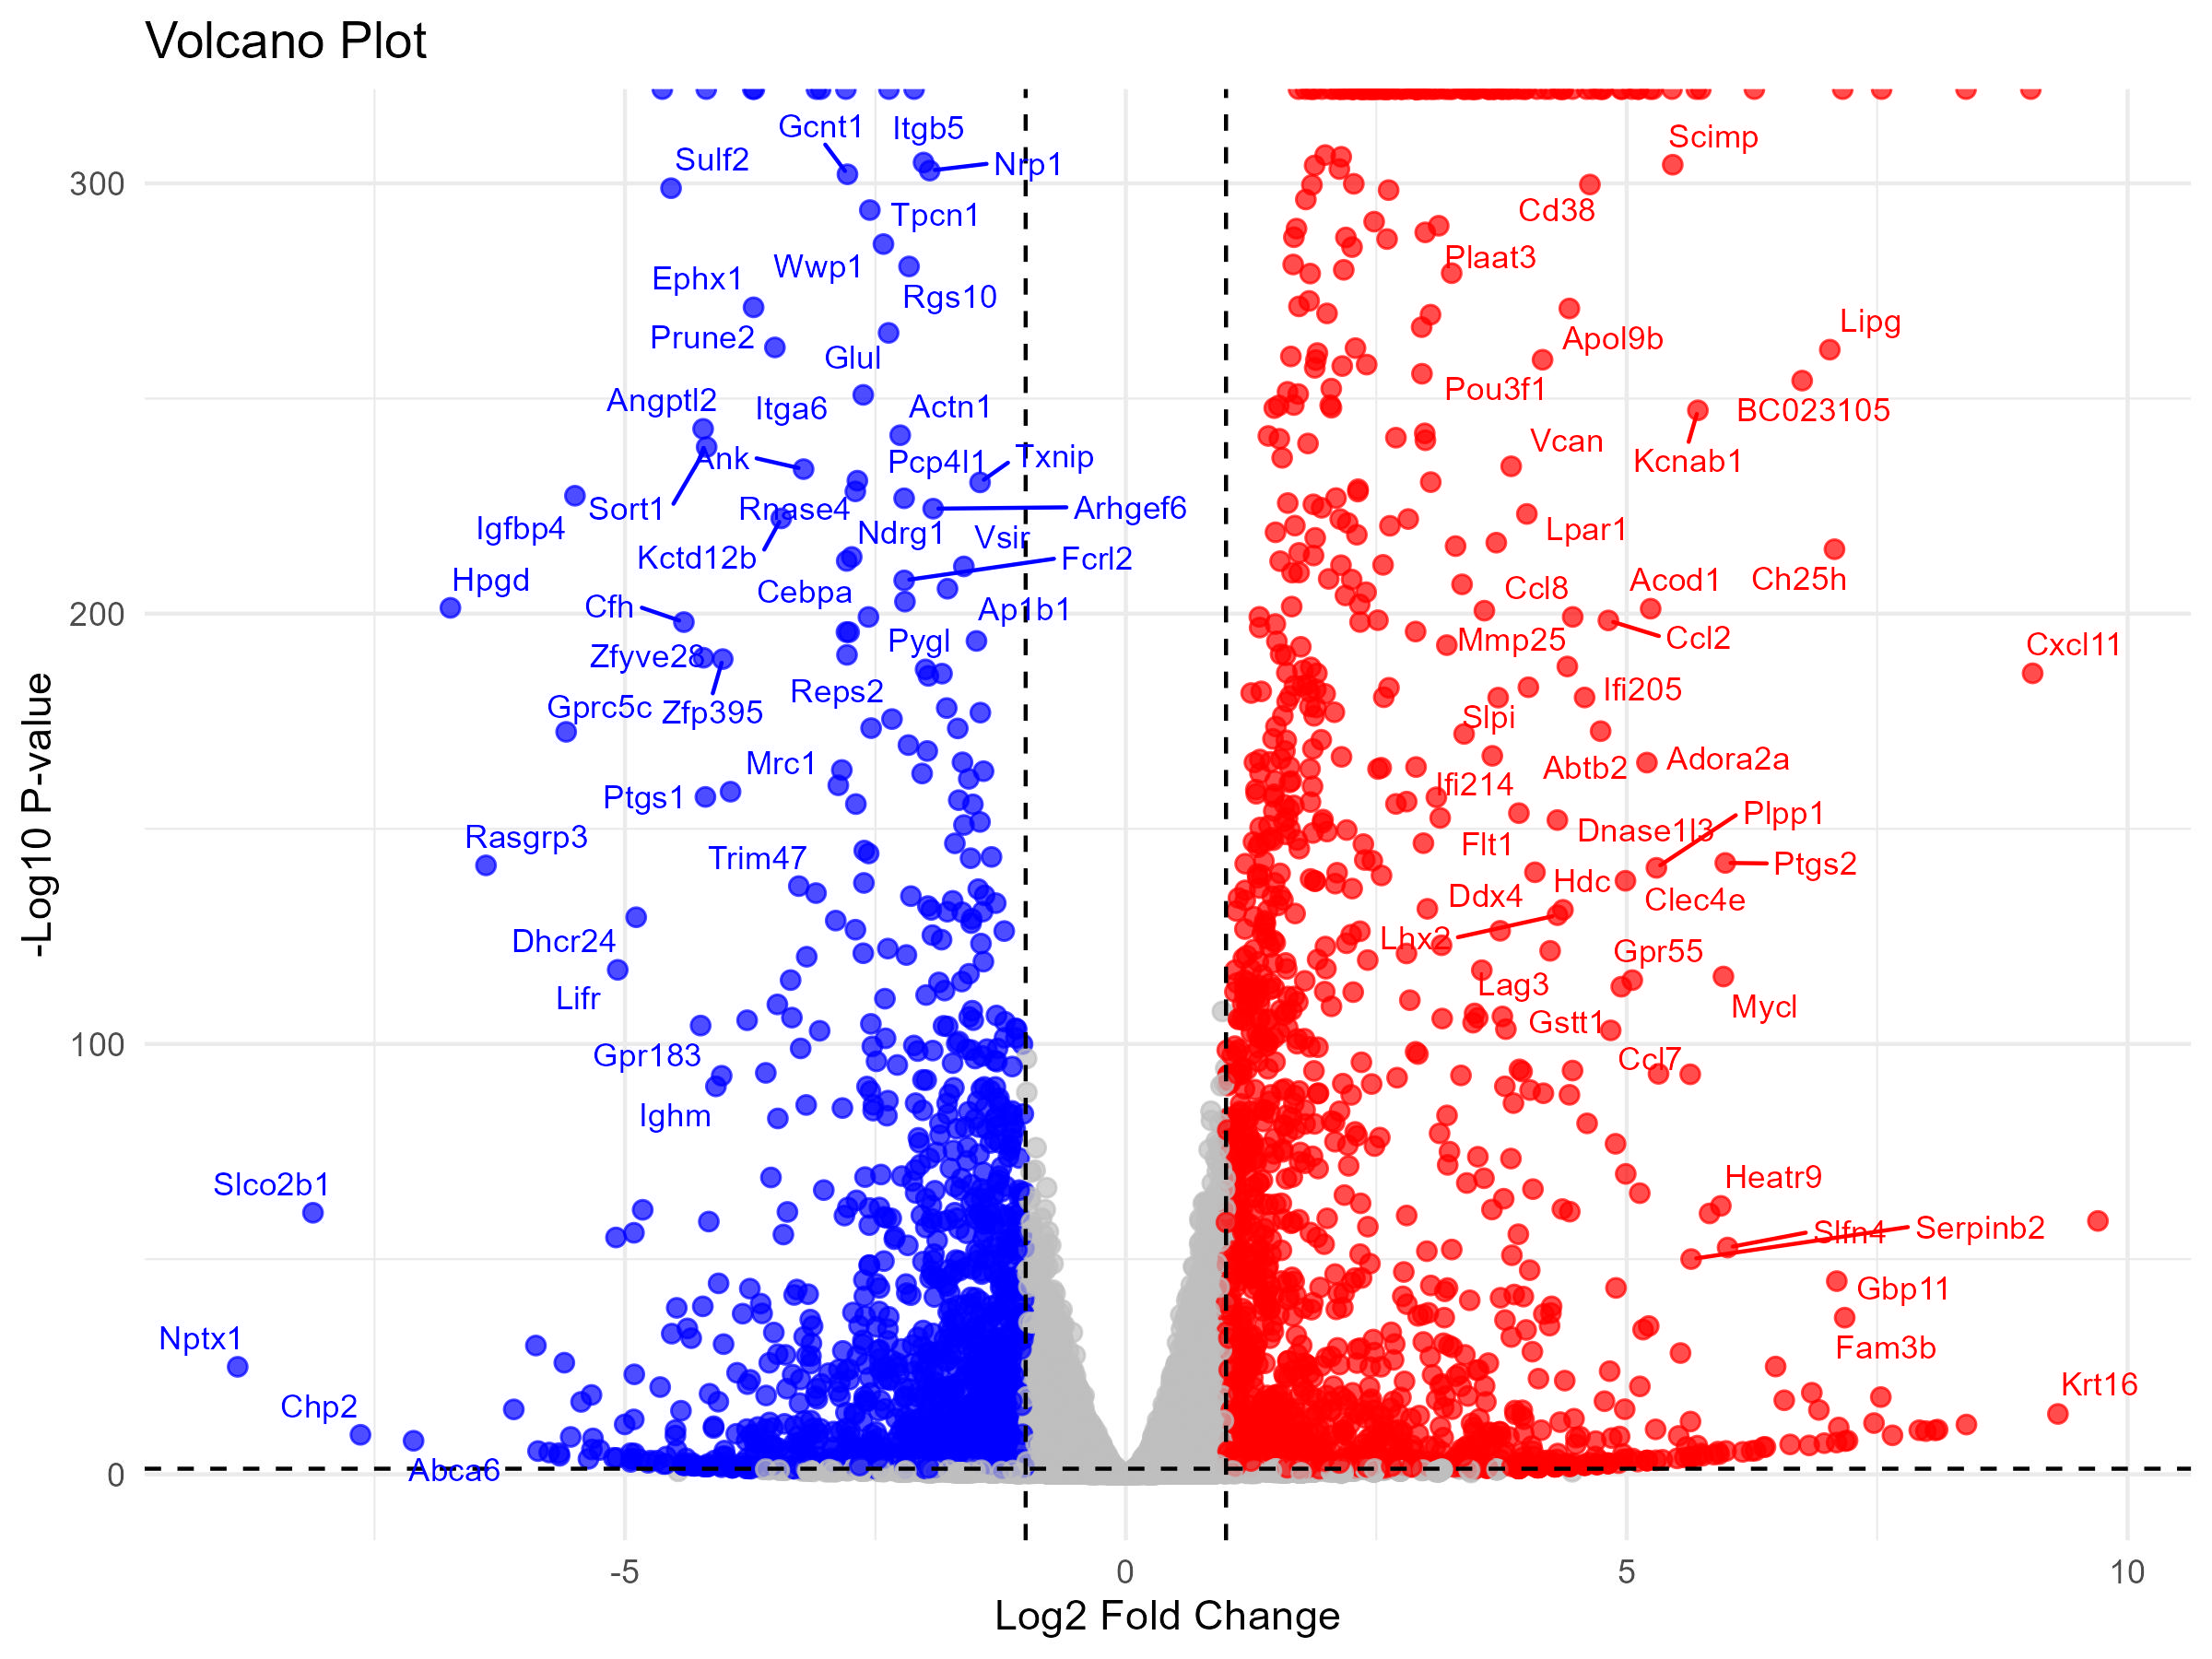 Volcano Plot
Gcnt1
Itgb5
Scimp
Sulf2
Nrp1
300
Cd38
Tpcn1
Plaat3
Wwp1
Ephx1
Rgs10
Lipg
Prune2
Apol9b
Glul
Pou3f1
Angptl2
Itga6
Actn1
BC023105
Vcan
Ank
Pcp4l1
Txnip
Kcnab1
Sort1
Rnase4
Arhgef6
Igfbp4
Ndrg1
Vsir
Lpar1
Kctd12b
Fcrl2
Hpgd
Cebpa
Ccl8
Acod1
Ch25h
200
Cfh
Ap1b1
Pygl
Mmp25
Ccl2
Cxcl11
Zfyve28
Reps2
Ifi205
Gprc5c
Zfp395
Slpi
Mrc1
Abtb2
Adora2a
Ptgs1
Ifi214
Plpp1
Rasgrp3
Dnase1l3
Flt1
Trim47
Ptgs2
Hdc
Ddx4
Clec4e
Dhcr24
Lhx2
Gpr55
Lifr
Lag3
Mycl
Gstt1
100
Gpr183
Ccl7
Ighm
Slco2b1
Heatr9
Slfn4
Serpinb2
Gbp11
Nptx1
Fam3b
Krt16
Chp2
Abca6
0
-5
0
5
10
Log2 Fold Change
-Log10 P-value